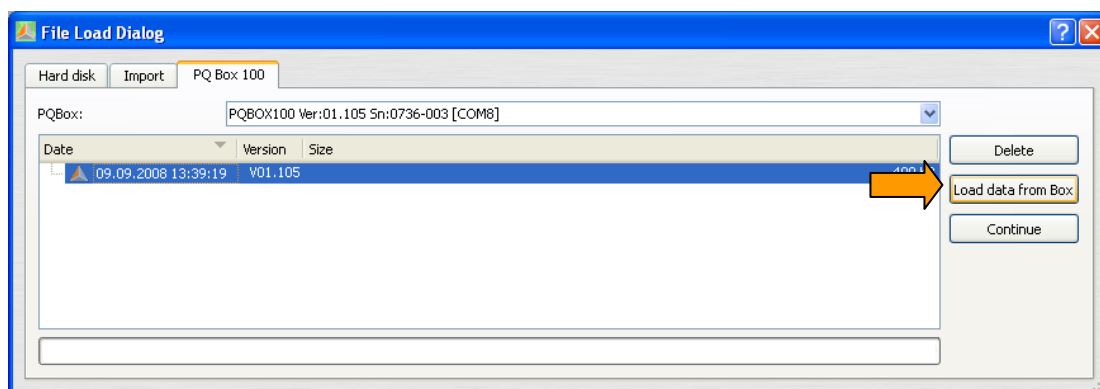 File Load Dialog
Hard disk Import PQ Box 100
PQBox: PQBOX100 Ver:01.105 Sn:0736-003 [COM8]
Date Version Size
09.09.2008 13:39:19 V01.105
Delete
Load data from Box
Continue